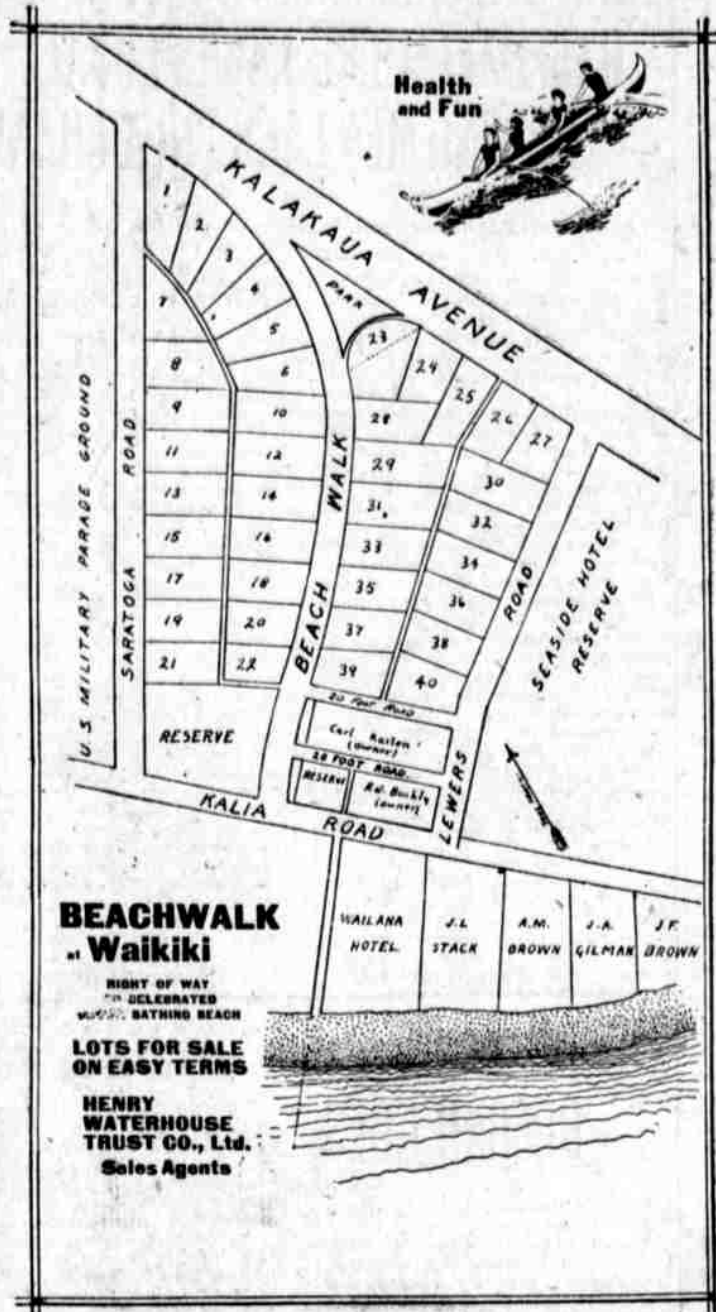 Health
and Fun
KALAKAUA AVENUE
PARK
1
2
3
4
5
6
7
8
9
10
11
12
13
14
15
16
17
18
19
20
21
22
23
24
25
26
27
28
29
30
31
32
33
34
35
36
37
38
39
40
U.S. MILITARY PARADE GROUND
SARATOGA ROAD
BEACH WALK
LEWERS ROAD
SEASIDE HOTEL
RESERVE
RESERVE
20 FOOT ROAD
Carl
(owner)
20 FOOT ROAD
RESERVE
(owner)
KALIA ROAD
WAILANA
HOTEL
J.L
STACK
A.M.
BROWN
J.A.
GILMAN
J.F.
BROWN
BEACHWALK
at Waikiki
RIGHT OF WAY
CELEBRATED
BATHING BEACH
LOTS FOR SALE
ON EASY TERMS
HENRY
WATERHOUSE
TRUST CO., Ltd.
Sales Agents